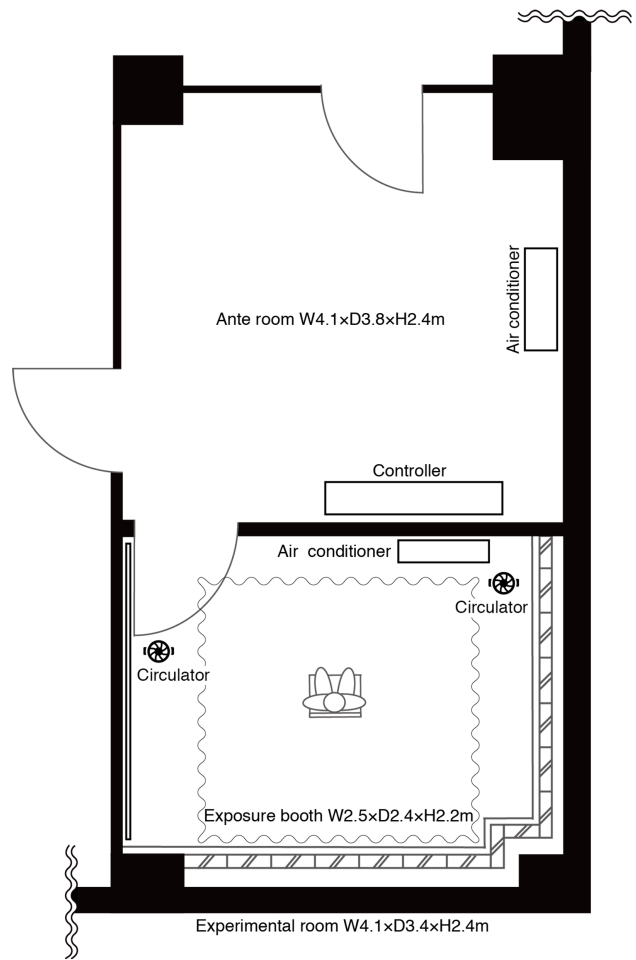 Air conditioner
Ante room W4.1×D3.8×H2.4m
Controller
Air conditioner
Circulator
Circulator
Exposure booth W2.5×D2.4×H2.2m
Experimental room W4.1×D3.4×H2.4m